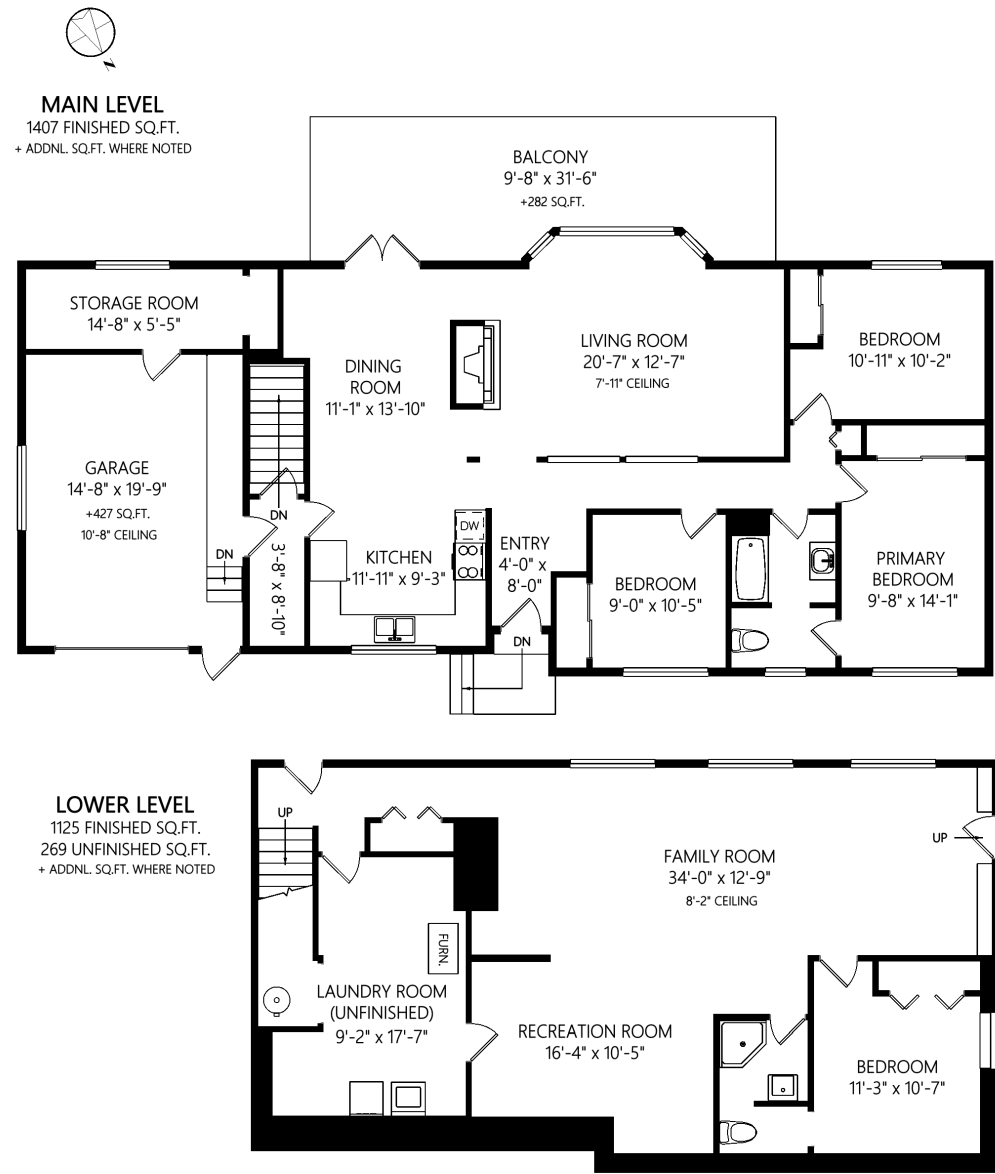 N
MAIN LEVEL
1407 FINISHED SQ.FT.
+ ADDNL. SQ.FT. WHERE NOTED
BALCONY
9'-8" x 31'-6"
+282 SQ.FT.
STORAGE ROOM
14'-8" x 5'-5"
DINING
ROOM
11'-1" x 13'-10"
LIVING ROOM
20'-7" x 12'-7"
7'-11" CEILING
BEDROOM
10'-11" x 10'-2"
GARAGE
14'-8" x 19'-9"
+427 SQ.FT.
10'-8" CEILING
DN
DN
3'-8" x 8'-10"
KITCHEN
11'-11" x 9'-3"
DW
ENTRY
4'-0" x
8'-0"
DN
BEDROOM
9'-0" x 10'-5"
PRIMARY
BEDROOM
9'-8" x 14'-1"
LOWER LEVEL
1125 FINISHED SQ.FT.
269 UNFINISHED SQ.FT.
+ ADDNL. SQ.FT. WHERE NOTED
UP
FAMILY ROOM
34'-0" x 12'-9"
8'-2" CEILING
UP
FURN.
LAUNDRY ROOM
(UNFINISHED)
9'-2" x 17'-7"
RECREATION ROOM
16'-4" x 10'-5"
BEDROOM
11'-3" x 10'-7"